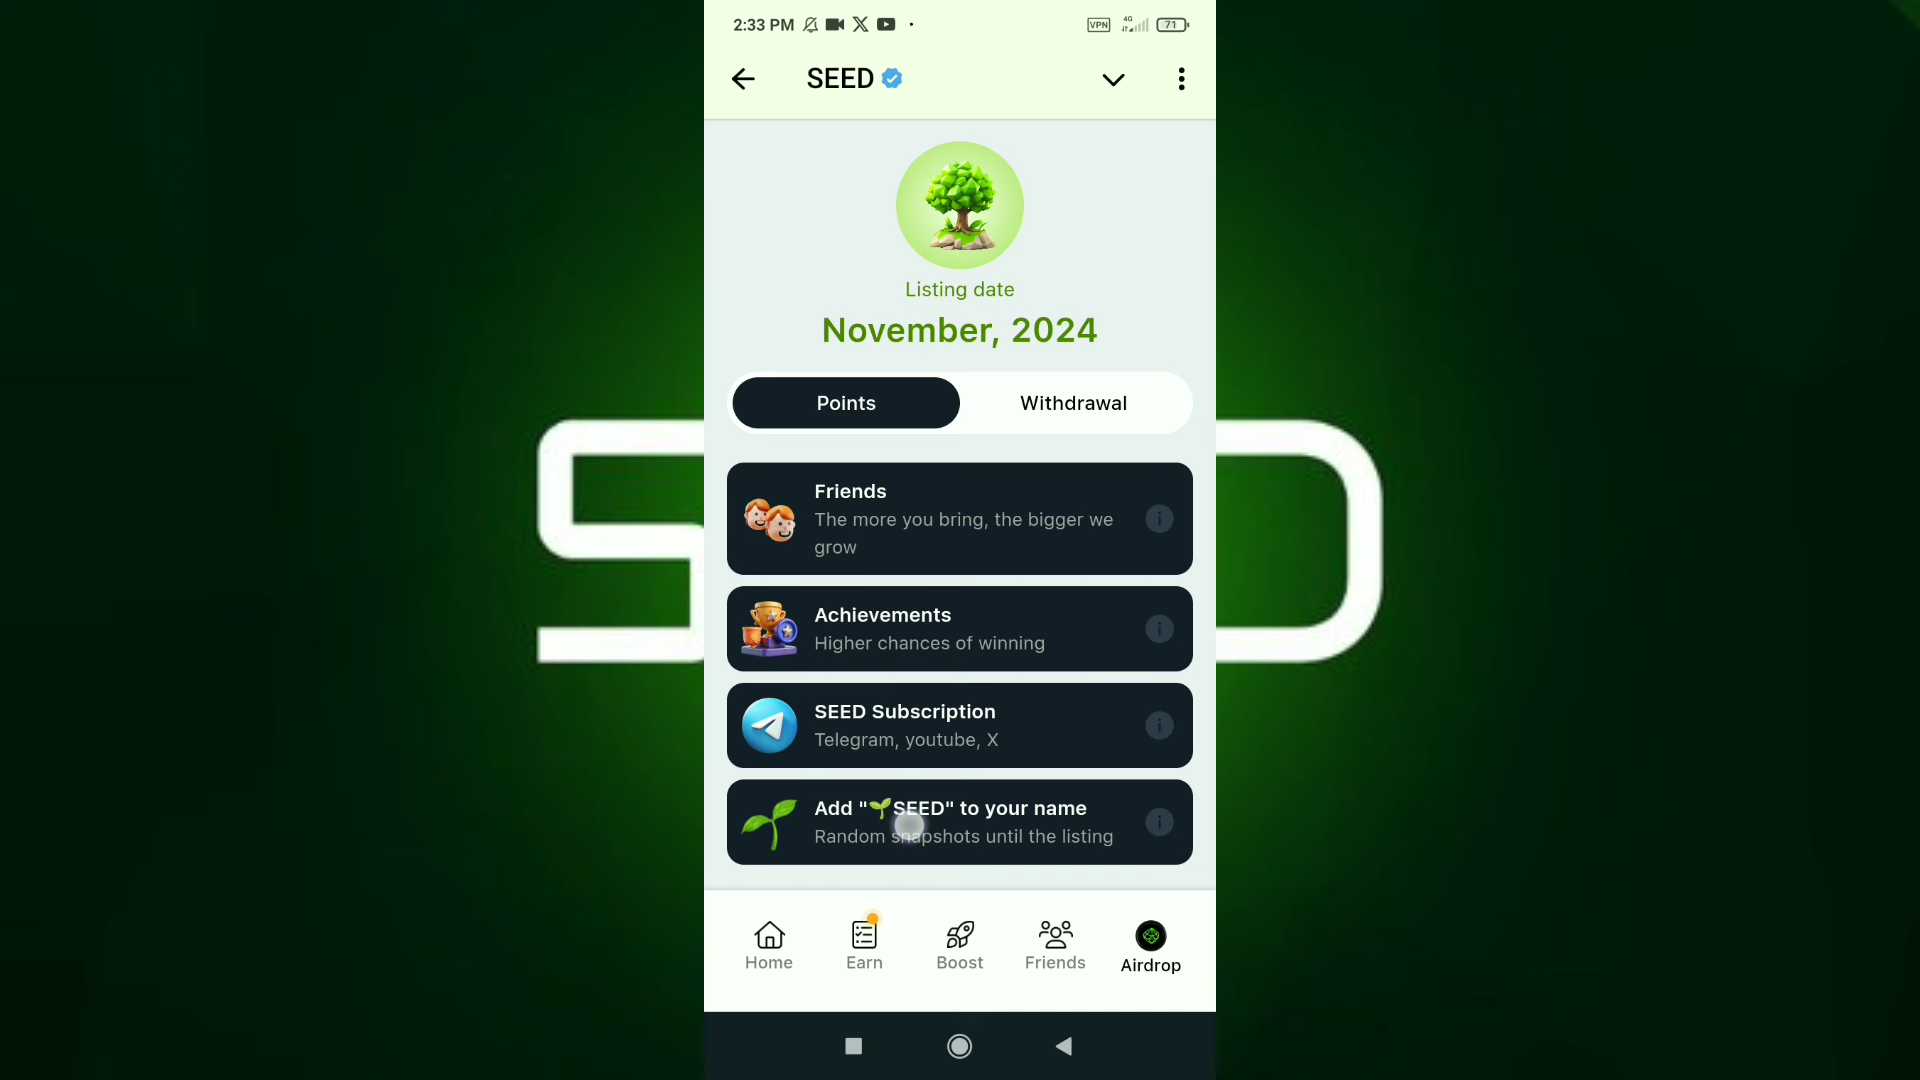 2:33 PM
VPN
4G
71
SEED
Listing date
November, 2024
Points
Withdrawal
Friends
The more you bring, the bigger we
grow
Achievements
Higher chances of winning
SEED Subscription
Telegram, youtube, X
Add "🌱SEED" to your name
Random snapshots until the listing
Home
Earn
Boost
Friends
Airdrop
S
D